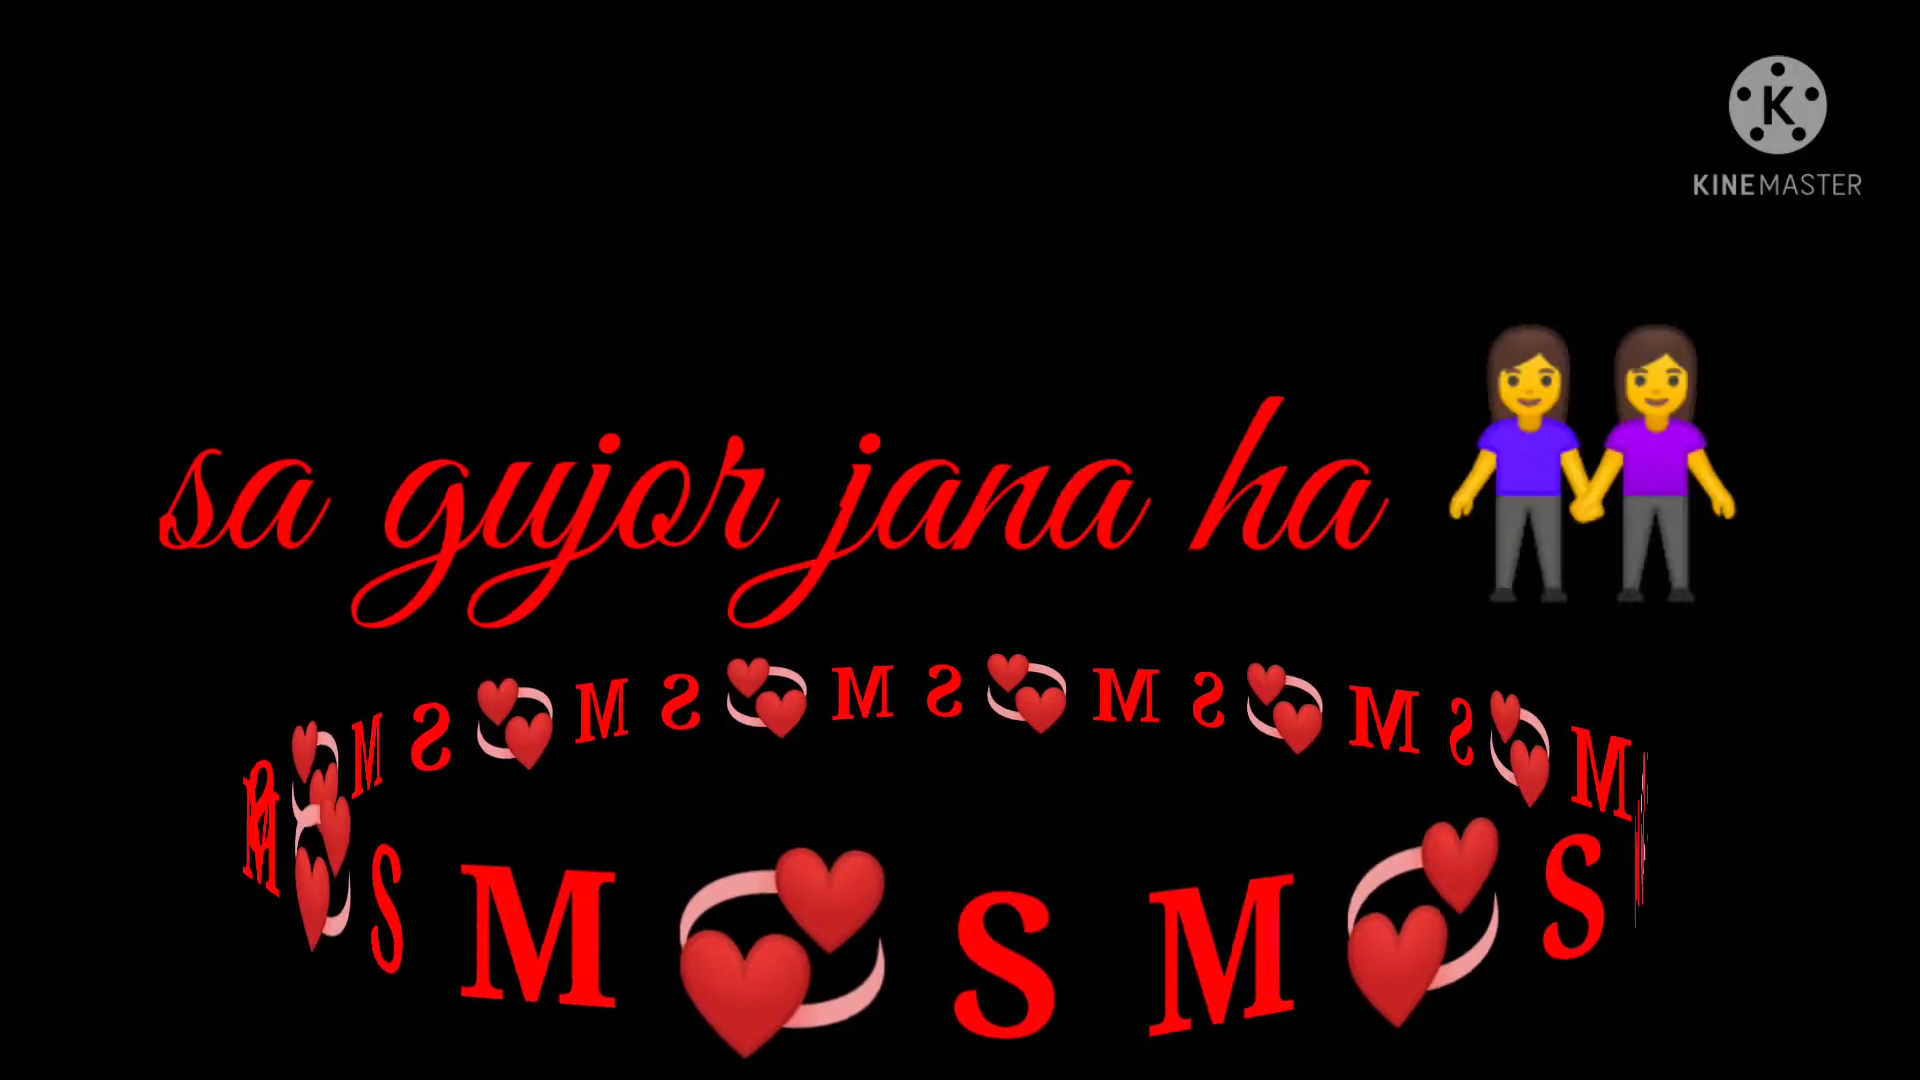 KINEMASTER
sa gujor jana ha 👭
M 💞 M S 💞 M S 💞 M S 💞 M S 💞 M S 💞 M
💞 S M 💞 S M 💞 S